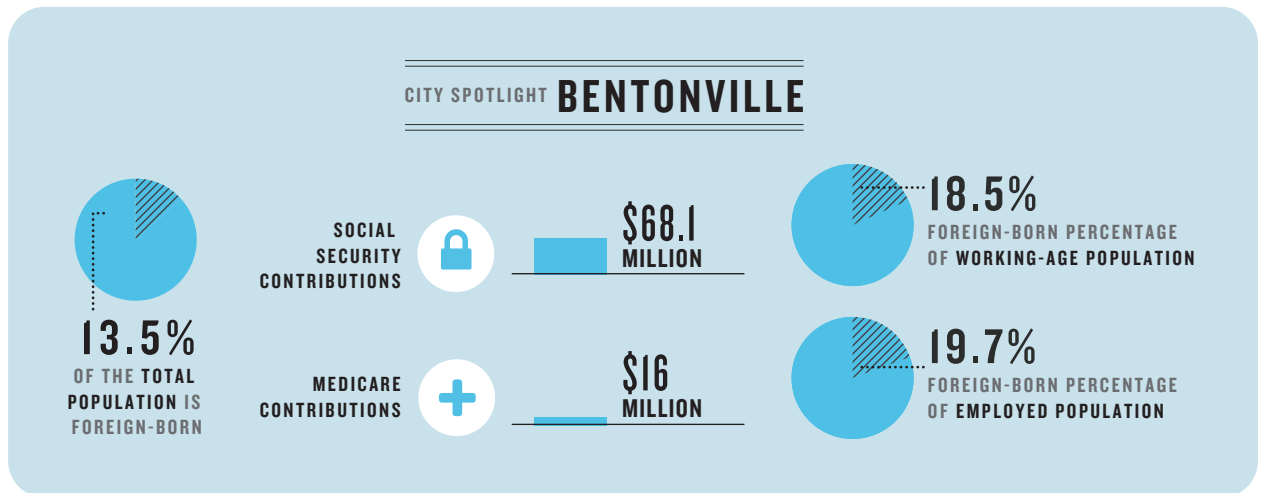 CITY SPOTLIGHT BENTONVILLE
13.5%
OF THE TOTAL
POPULATION IS
FOREIGN-BORN
SOCIAL
SECURITY
CONTRIBUTIONS
$68.1
MILLION
MEDICARE
CONTRIBUTIONS
$16
MILLION
18.5%
FOREIGN-BORN PERCENTAGE
OF WORKING-AGE POPULATION
19.7%
FOREIGN-BORN PERCENTAGE
OF EMPLOYED POPULATION